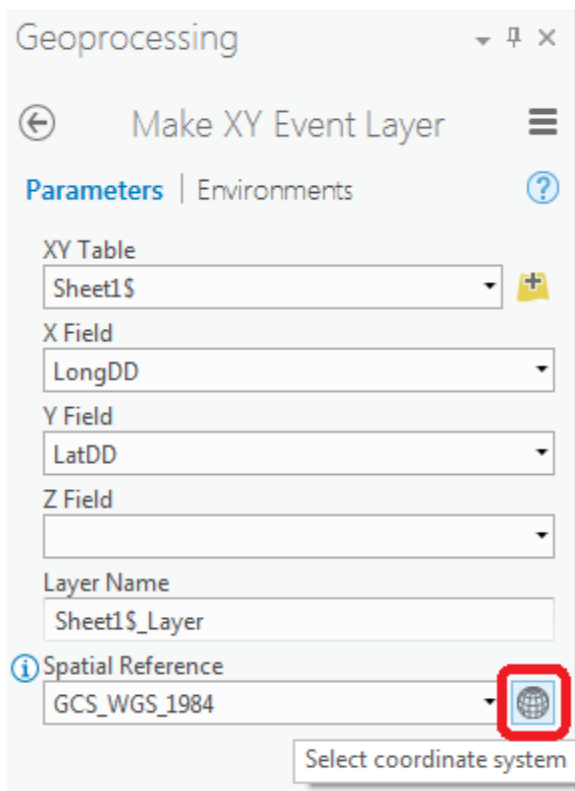 Geoprocessing
Make XY Event Layer
Parameters | Environments
XY Table
Sheet1$
X Field
LongDD
Y Field
LatDD
Z Field
Layer Name
Sheet1$_Layer
Spatial Reference
GCS_WGS_1984
Select coordinate system